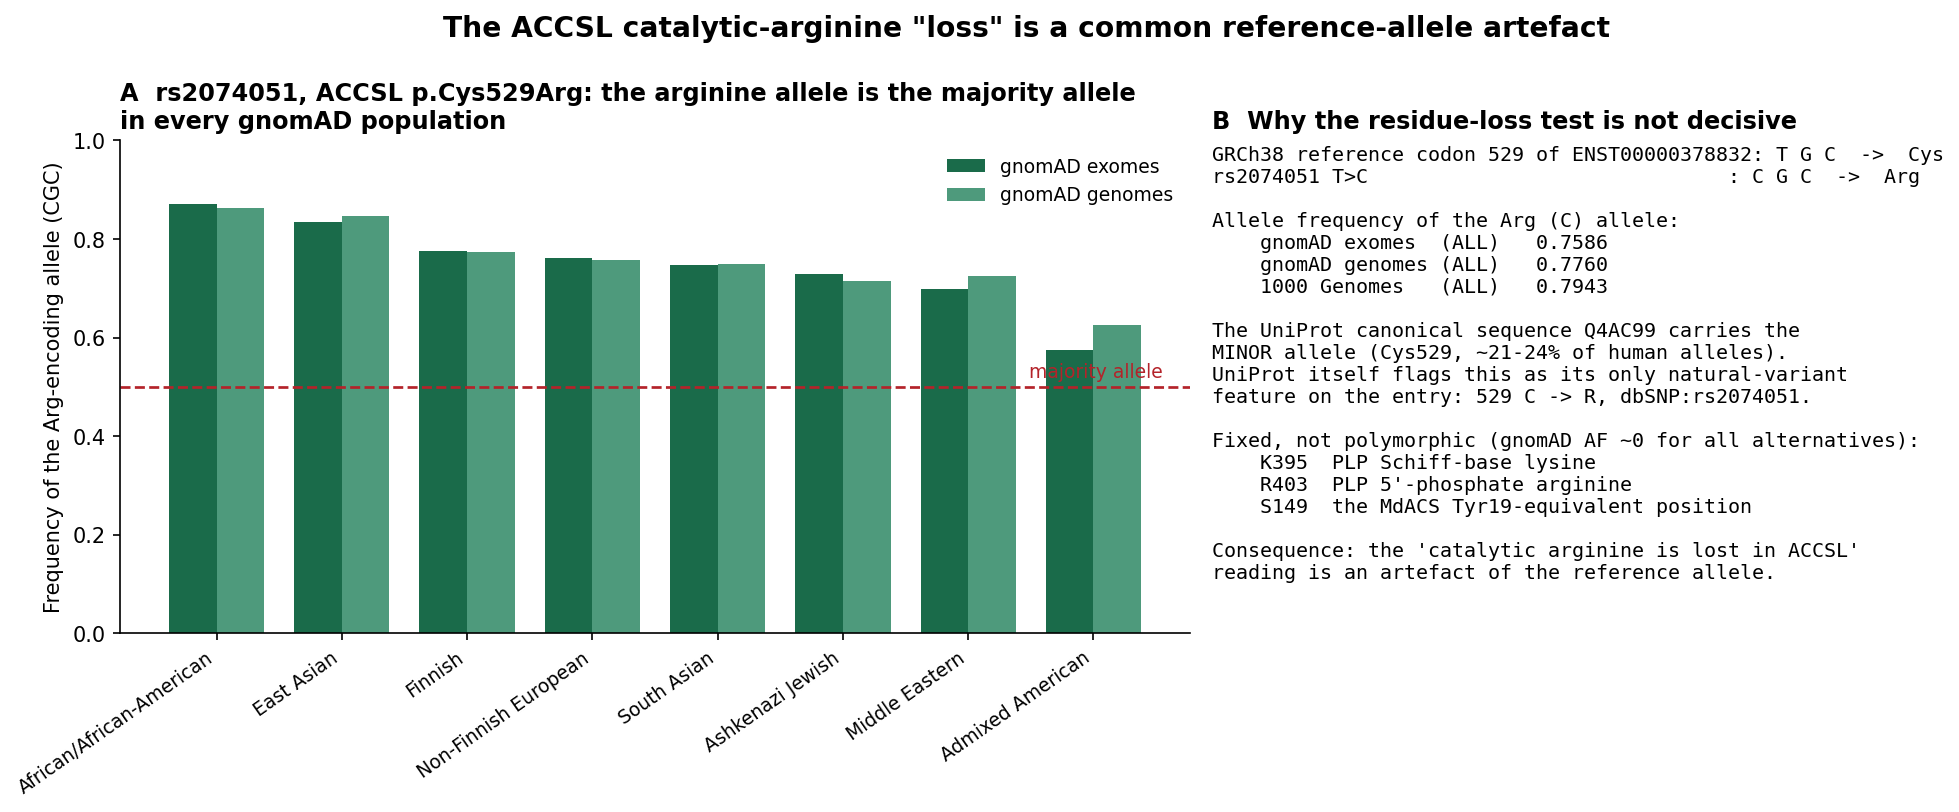 The ACCSL catalytic-arginine "loss" is a common reference-allele artefact
A  rs2074051, ACCSL p.Cys529Arg: the arginine allele is the majority allele
in every gnomAD population
Frequency of the Arg-encoding allele (CGC)
1.0
0.8
0.6
0.4
0.2
0.0
gnomAD exomes
gnomAD genomes
majority allele
African/African-American
East Asian
Finnish
Non-Finnish European
South Asian
Ashkenazi Jewish
Middle Eastern
Admixed American
B  Why the residue-loss test is not decisive
GRCh38 reference codon 529 of ENST00000378832: T G C  ->  Cys
rs2074051 T>C                              : C G C  ->  Arg
Allele frequency of the Arg (C) allele:
gnomAD exomes  (ALL)   0.7586
gnomAD genomes (ALL)   0.7760
1000 Genomes   (ALL)   0.7943
The UniProt canonical sequence Q4AC99 carries the
MINOR allele (Cys529, ~21-24% of human alleles).
UniProt itself flags this as its only natural-variant
feature on the entry: 529 C -> R, dbSNP:rs2074051.
Fixed, not polymorphic (gnomAD AF ~0 for all alternatives):
K395  PLP Schiff-base lysine
R403  PLP 5'-phosphate arginine
S149  the MdACS Tyr19-equivalent position
Consequence: the 'catalytic arginine is lost in ACCSL'
reading is an artefact of the reference allele.